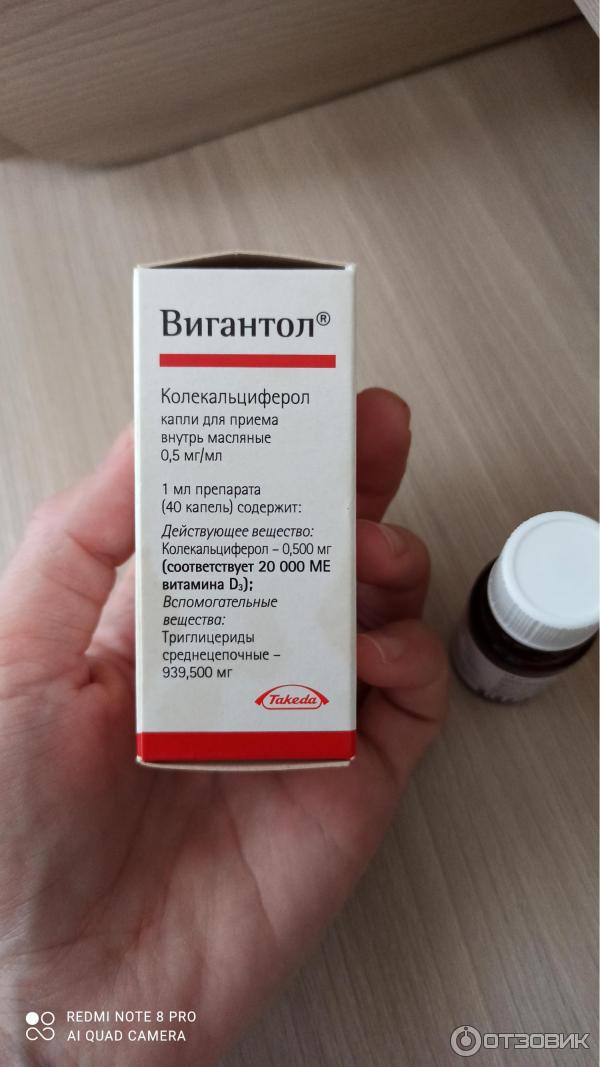 Вигантол®
Колекальциферол
капли для приема
внутрь масляные
0,5 мг/мл
1 мл препарата
(40 капель) содержит:
Действующее вещество:
Колекальциферол – 0,500 мг
(соответствует 20 000 МЕ
витамина D₃);
Вспомогательные
вещества:
Триглицериды
среднецепочные –
939,500 мг
Takeda
REDMI NOTE 8 PRO
AI QUAD CAMERA
ОТЗОВИК